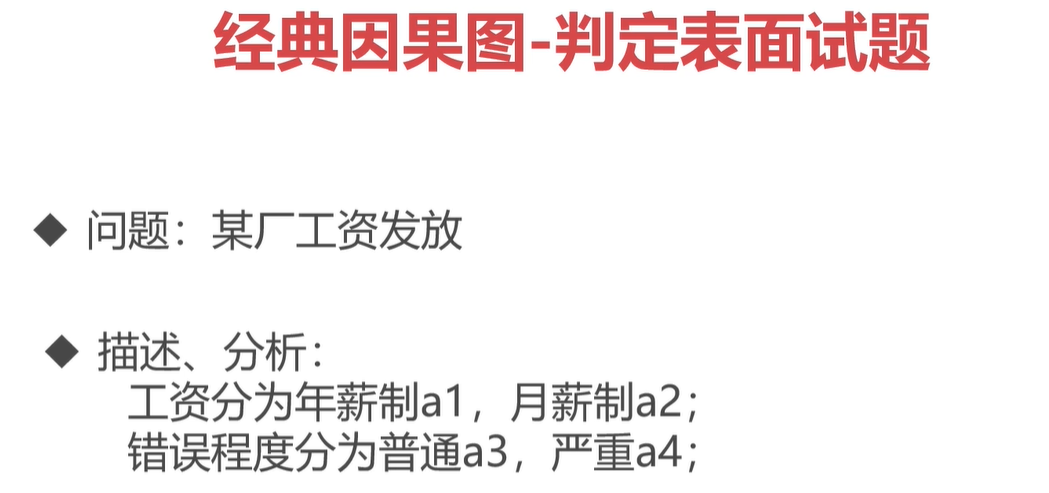 经典因果图-判定表面试题
◆ 问题：某厂工资发放
◆ 描述、分析：
工资分为年薪制a1，月薪制a2；
错误程度分为普通a3，严重a4；